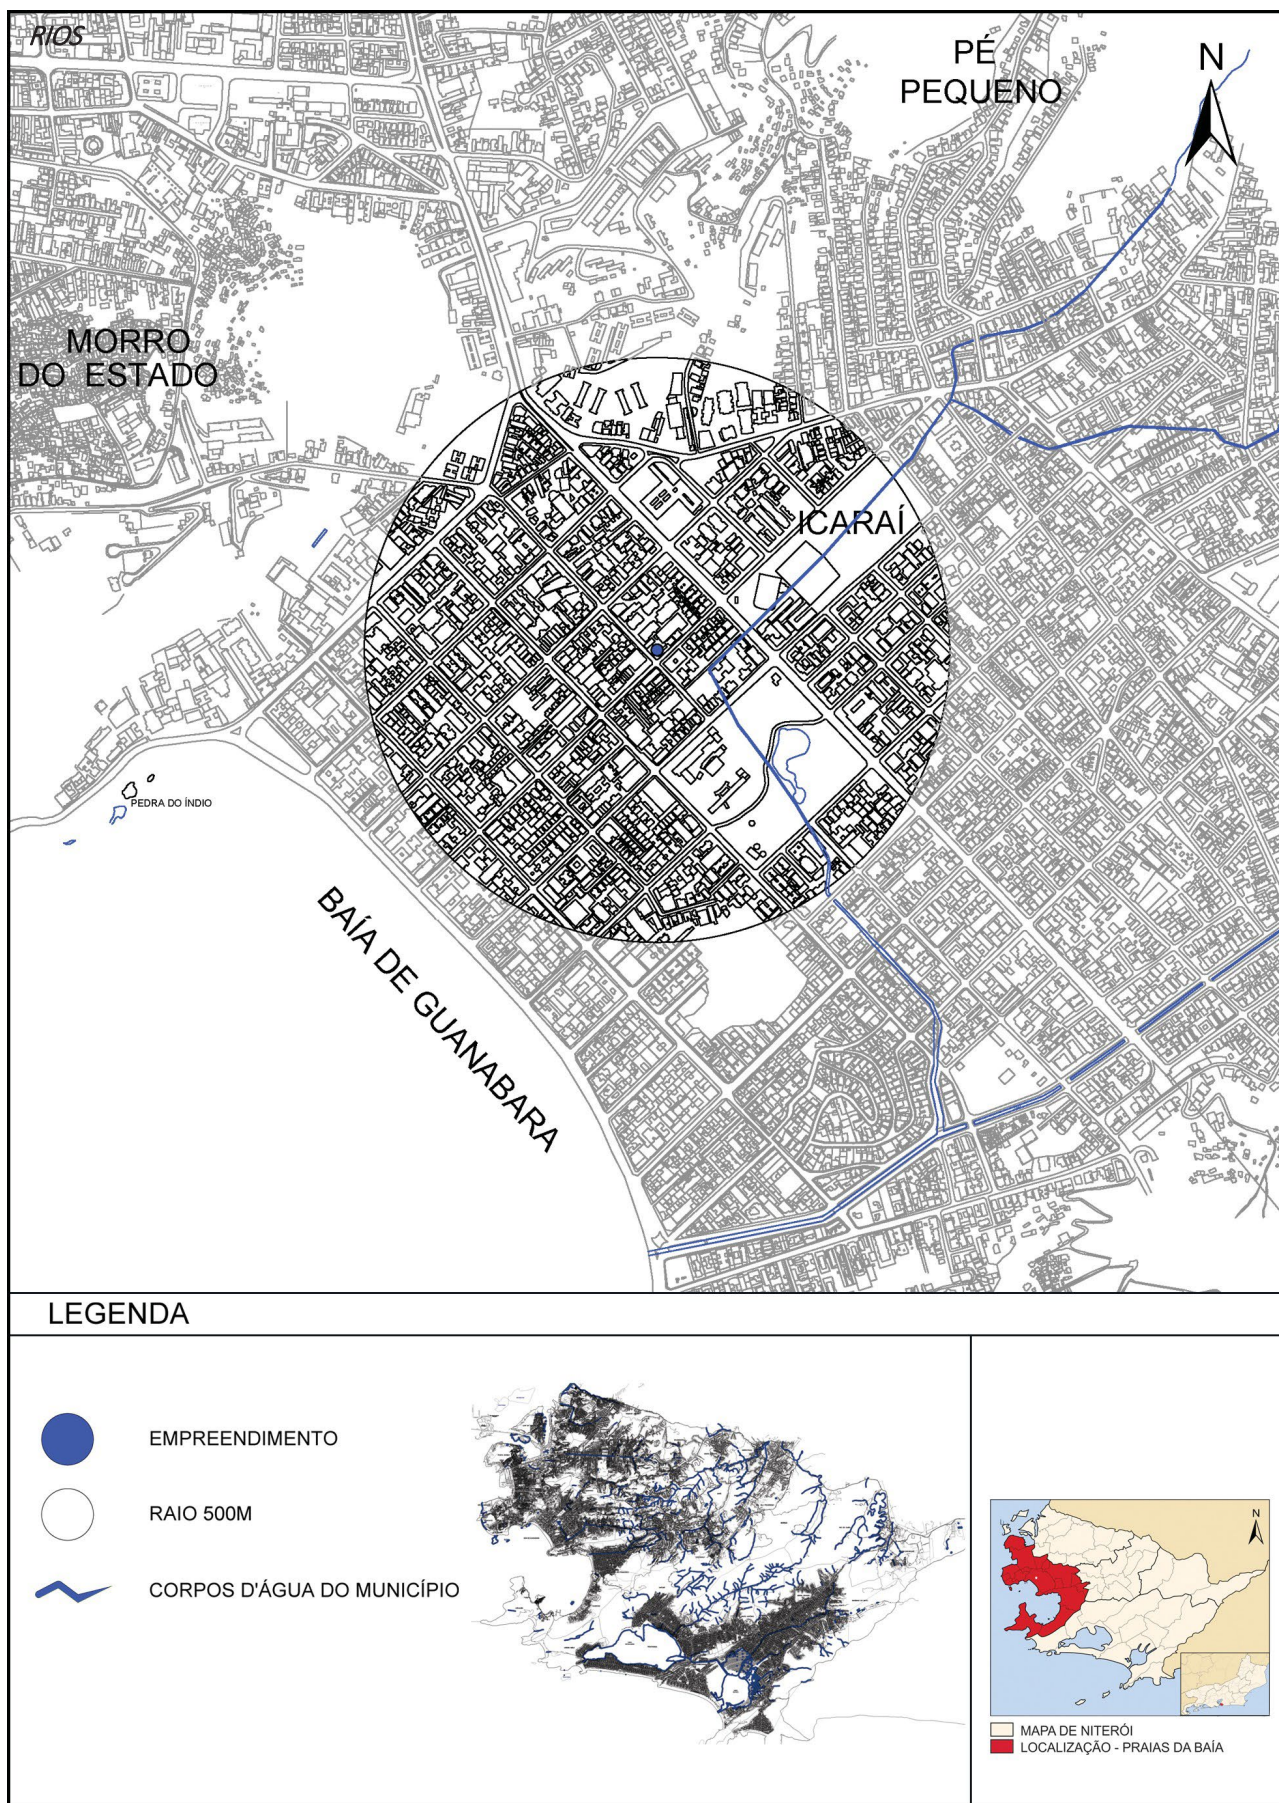 RIOS
PÉ
PEQUENO
N
MORRO
DO ESTADO
ICARAÍ
PEDRA DO ÍNDIO
BAÍA DE GUANABARA
LEGENDA
EMPREENDIMENTO
RAIO 500M
CORPOS D'ÁGUA DO MUNICÍPIO
N
MAPA DE NITERÓI
LOCALIZAÇÃO - PRAIAS DA BAÍA